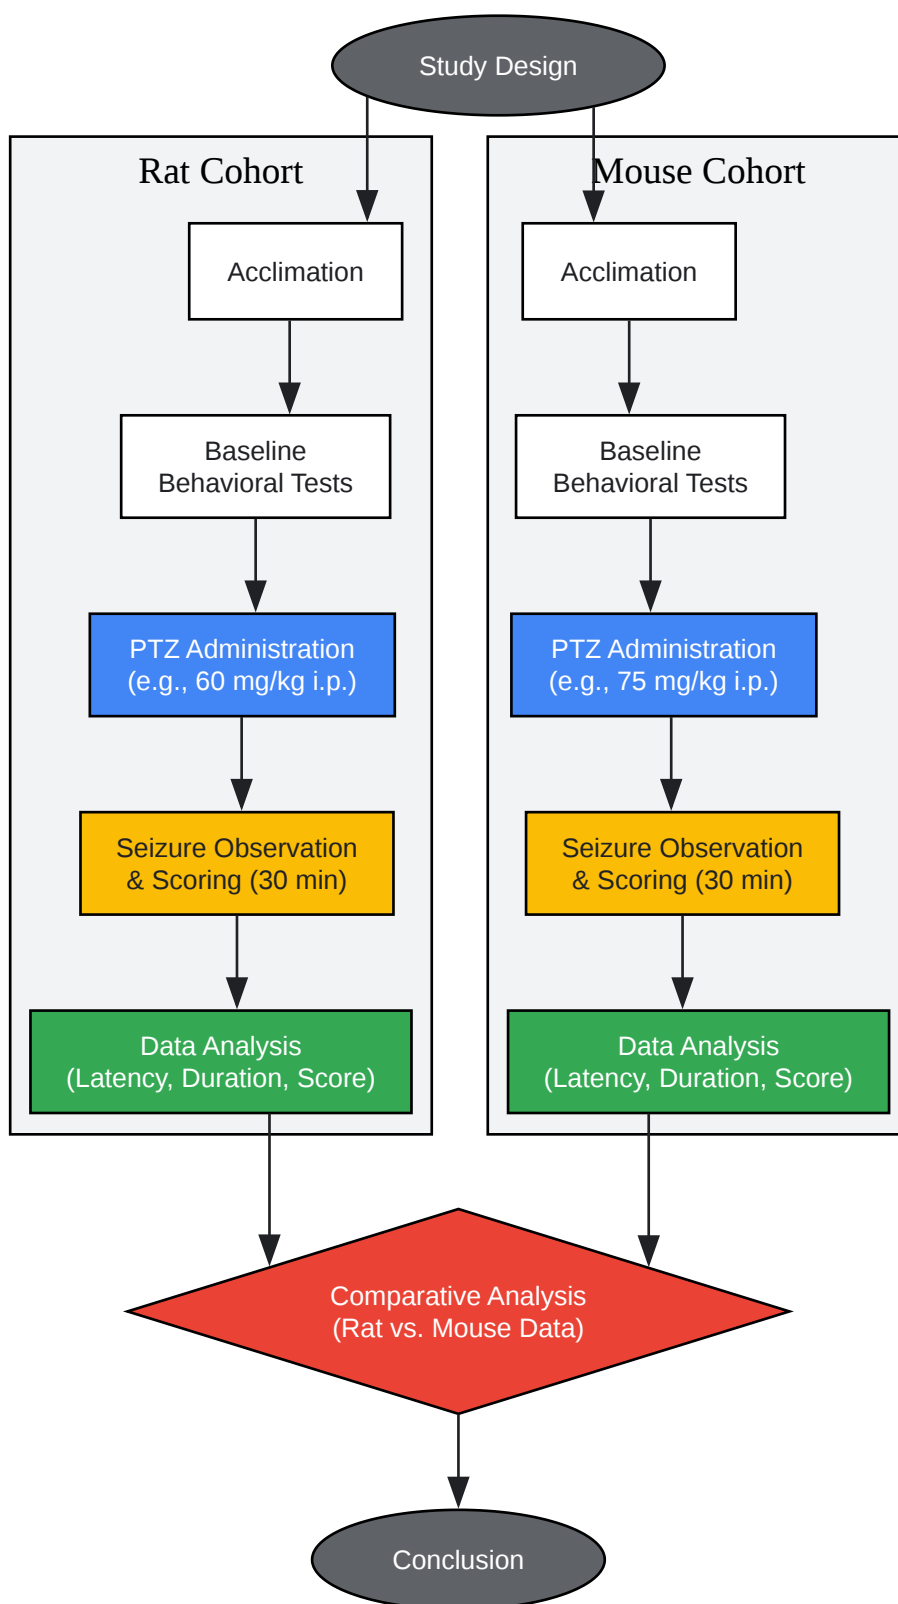 Study Design
Rat Cohort
Acclimation
Baseline
Behavioral Tests
PTZ Administration
(e.g., 60 mg/kg i.p.)
Seizure Observation
& Scoring (30 min)
Data Analysis
(Latency, Duration, Score)
Mouse Cohort
Acclimation
Baseline
Behavioral Tests
PTZ Administration
(e.g., 75 mg/kg i.p.)
Seizure Observation
& Scoring (30 min)
Data Analysis
(Latency, Duration, Score)
Comparative Analysis
(Rat vs. Mouse Data)
Conclusion